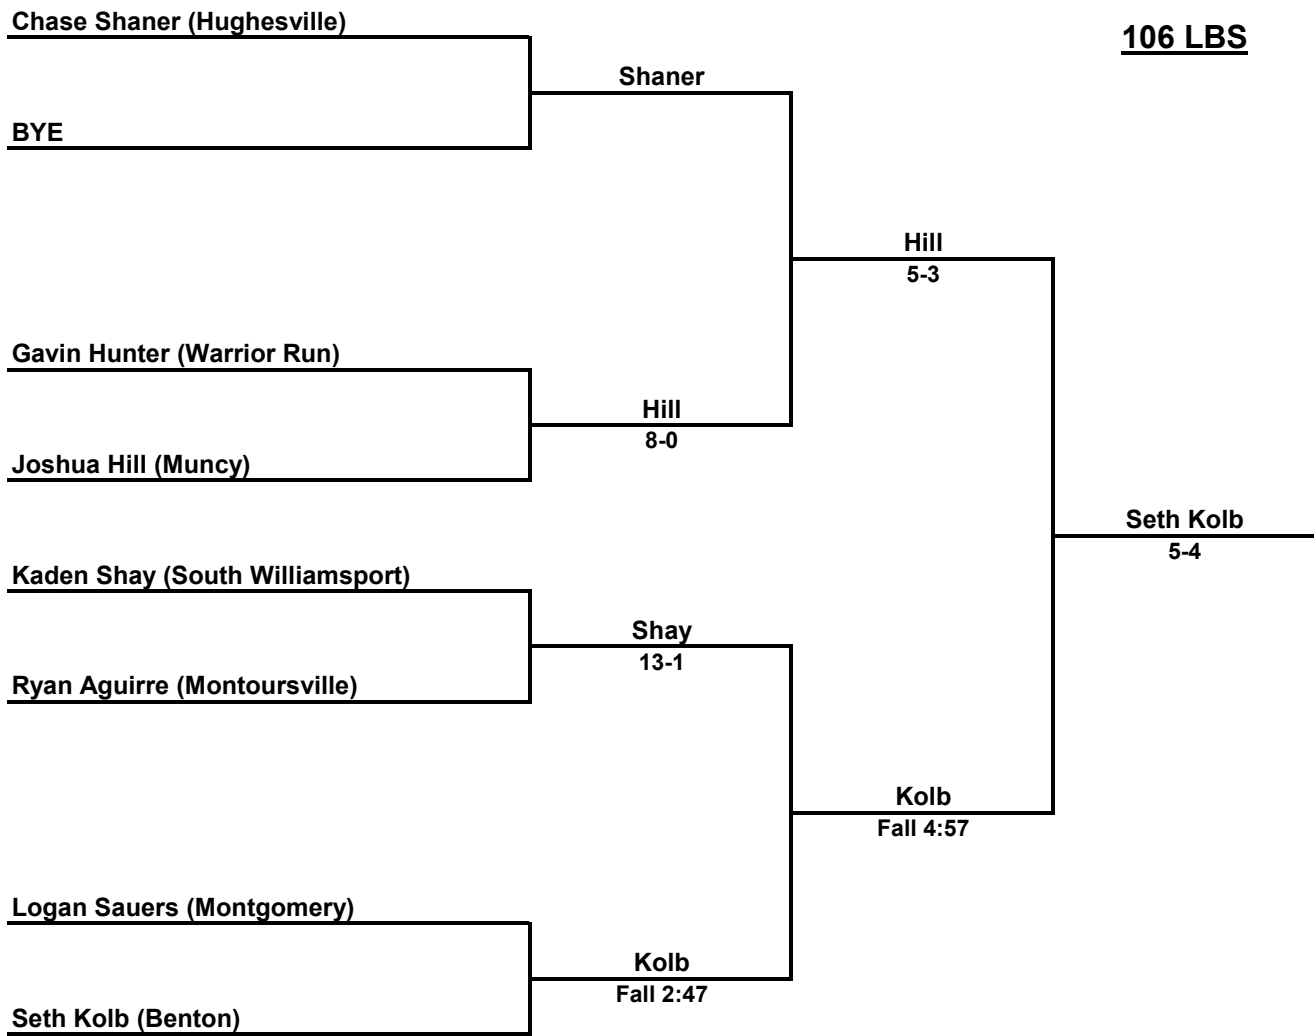 Chase Shaner (Hughesville)
106 LBS
Shaner
BYE
Hill
5-3
Gavin Hunter (Warrior Run)
Hill
8-0
Joshua Hill (Muncy)
Seth Kolb
5-4
Kaden Shay (South Williamsport)
Shay
13-1
Ryan Aguirre (Montoursville)
Kolb
Fall 4:57
Logan Sauers (Montgomery)
Kolb
Fall 2:47
Seth Kolb (Benton)